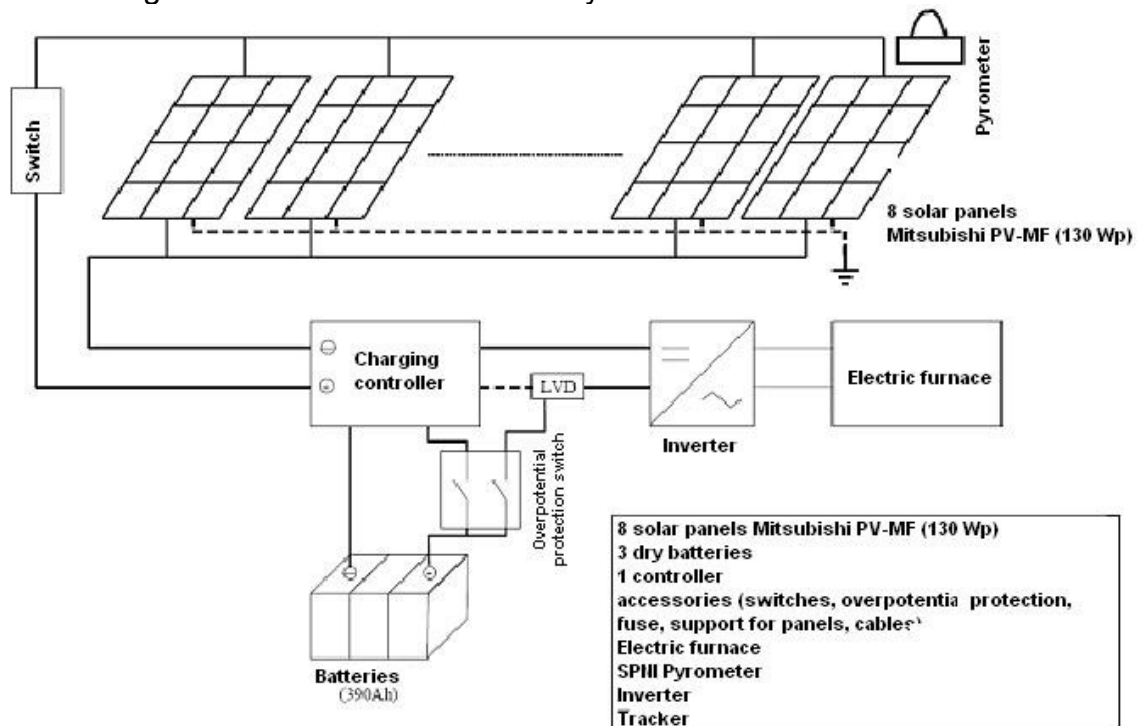 Pyrometer
Switch
8 solar panels
Mitsubishi PV-MF (130 Wp)
Charging
controller
LVD
Electric furnace
Inverter
Overpotential
protection switch
Batteries
(390Ah)
8 solar panels Mitsubishi PV-MF (130 Wp)
3 dry batteries
1 controller
accessories (switches, overpotentia protection,
fuse, support for panels, cables)
Electric furnace
SPNI Pyrometer
Inverter
Tracker